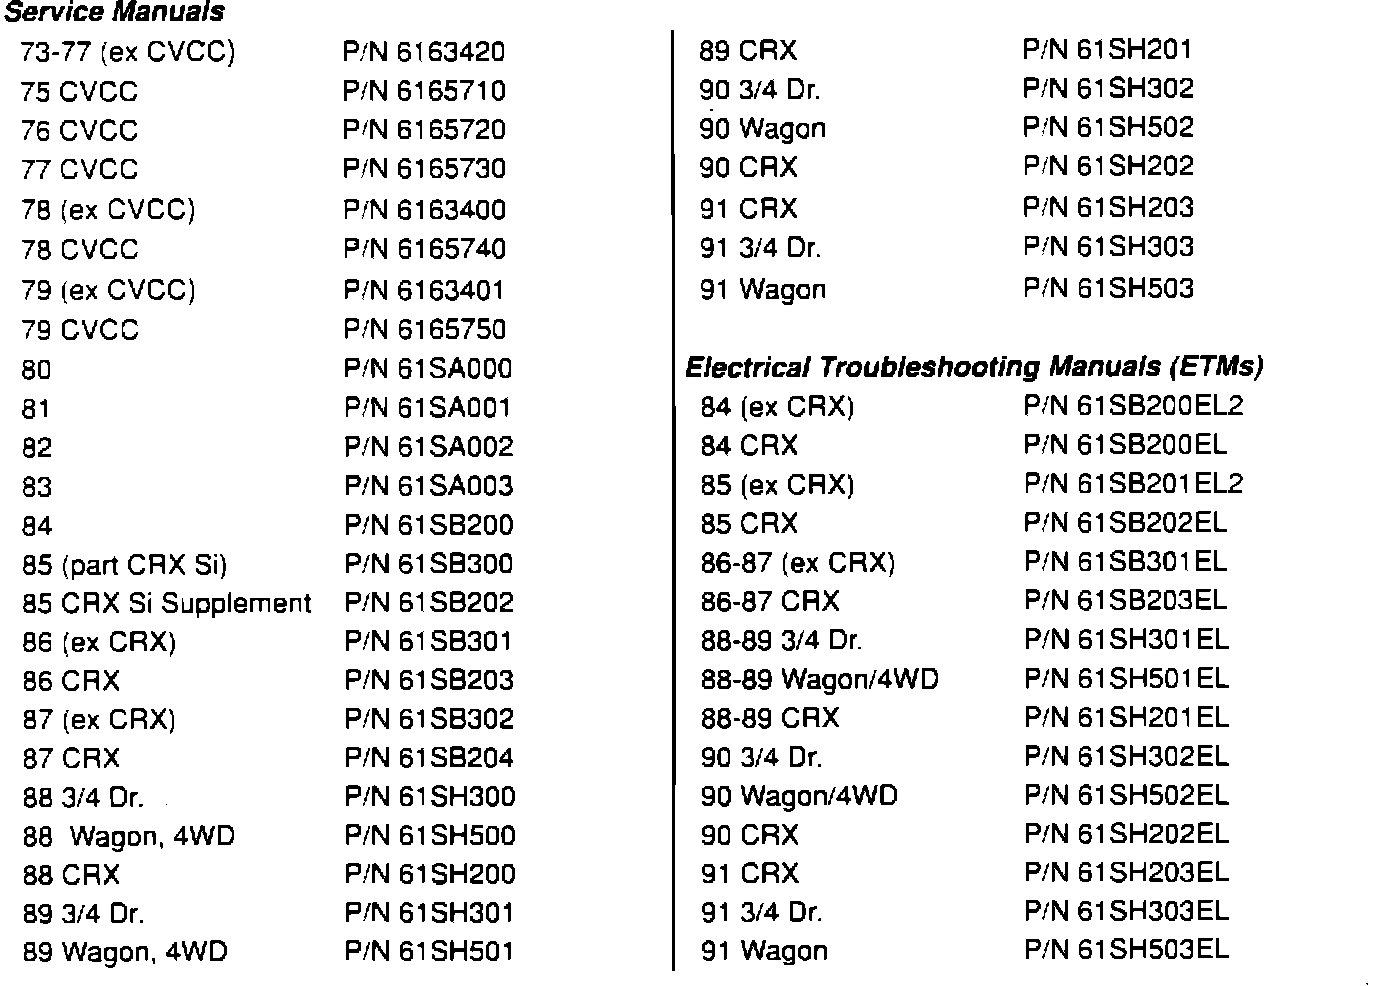 Service Manuals
73-77 (ex CVCC) P/N 6163420
75 CVCC P/N 6165710
76 CVCC P/N 6165720
77 CVCC P/N 6165730
78 (ex CVCC) P/N 6163400
78 CVCC P/N 6165740
79 (ex CVCC) P/N 6163401
79 CVCC P/N 6165750
80 P/N 61SA000
81 P/N 61SA001
82 P/N 61SA002
83 P/N 61SA003
84 P/N 61SB200
85 (part CRX Si) P/N 61SB300
85 CRX Si Supplement P/N 61SB202
86 (ex CRX) P/N 61SB301
86 CRX P/N 61SB203
87 (ex CRX) P/N 61SB302
87 CRX P/N 61SB204
88 3/4 Dr. P/N 61SH300
88 Wagon, 4WD P/N 61SH500
88 CRX P/N 61SH200
89 3/4 Dr. P/N 61SH301
89 Wagon, 4WD P/N 61SH501
89 CRX P/N 61SH201
90 3/4 Dr. P/N 61SH302
90 Wagon P/N 61SH502
90 CRX P/N 61SH202
91 CRX P/N 61SH203
91 3/4 Dr. P/N 61SH303
91 Wagon P/N 61SH503
Electrical Troubleshooting Manuals (ETMs)
84 (ex CRX) P/N 61SB200EL2
84 CRX P/N 61SB200EL
85 (ex CRX) P/N 61SB201EL2
85 CRX P/N 61SB202EL
86-87 (ex CRX) P/N 61SB301EL
86-87 CRX P/N 61SB203EL
88-89 3/4 Dr. P/N 61SH301EL
88-89 Wagon/4WD P/N 61SH501EL
88-89 CRX P/N 61SH201EL
90 3/4 Dr. P/N 61SH302EL
90 Wagon/4WD P/N 61SH502EL
90 CRX P/N 61SH202EL
91 CRX P/N 61SH203EL
91 3/4 Dr. P/N 61SH303EL
91 Wagon P/N 61SH503EL